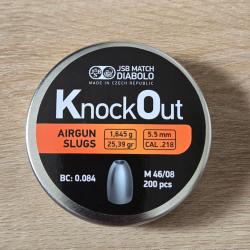 JSB MATCH
DIABOLO
MADE IN CZECH REPUBLIC
KnockOut
AIRGUN
SLUGS
1,645 g
25,39 gr
5.5 mm
CAL .218
BC: 0.084
M 46/08
200 pcs